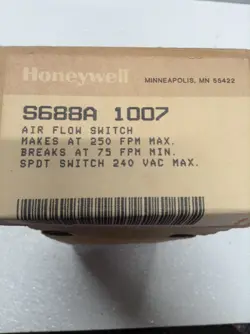 Honeywell
MINNEAPOLIS, MN 55422
S688A 1007
AIR FLOW SWITCH
MAKES AT 250 FPM MAX.
BREAKS AT 75 FPM MIN.
SPDT SWITCH 240 VAC MAX.